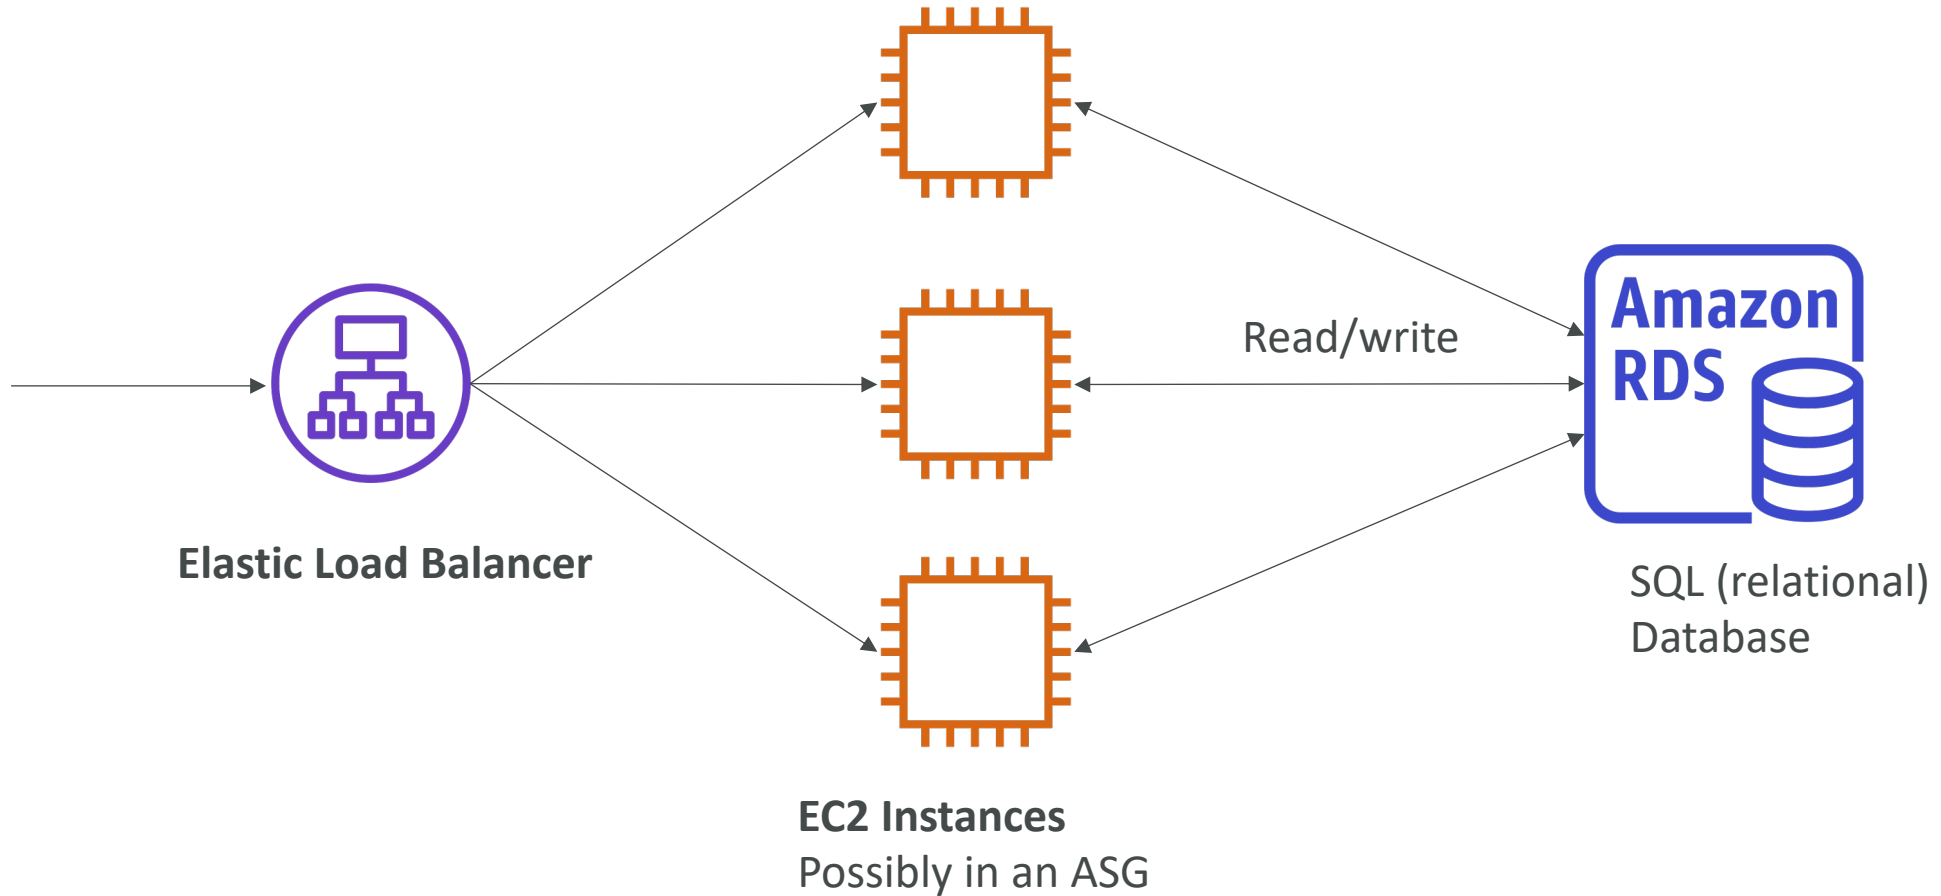 Elastic Load Balancer
EC2 Instances
Possibly in an ASG
Read/write
Amazon
RDS
SQL (relational)
Database